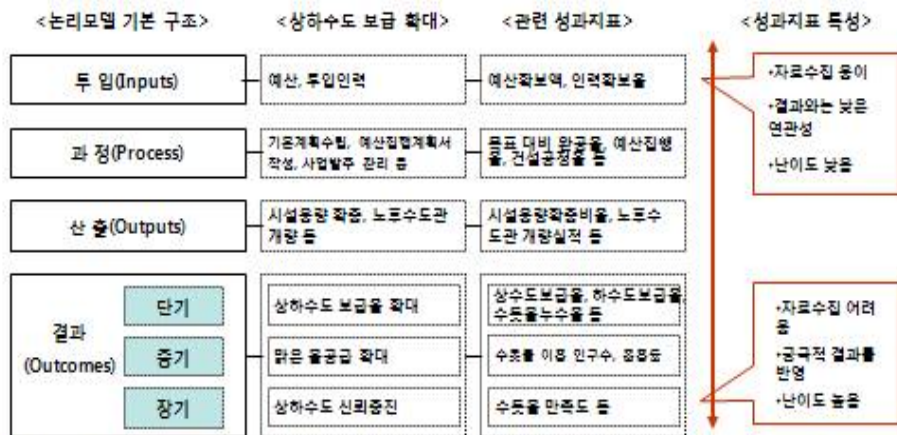 <논리모델 기본 구조>
<상하수도 보급 확대>
<관련 성과지표>
<성과지표 특성>
투 입(Inputs)
예산, 투입인력
예산확보액, 인력확보율
과 정(Process)
기본계획수립, 예산집행계획서
작성, 사업발주 관리 등
목표 대비 완공율, 예산집행
율, 건설공정율 등
산 출(Outputs)
시설용량 확충, 노후수도관
개량 등
시설용량확충비율, 노후수
도관 개량실적 등
결과
(Outcomes)
단기
상하수도 보급율 확대
상수도보급율, 하수도보급율,
수돗물누수율 등
중기
맑은 물공급 확대
수돗물 이용 인구수, 음용율
장기
상하수도 신뢰증진
수돗물 만족도 등
•자료수집 용이
•결과와는 낮은
연관성
•난이도 낮음
•자료수집 어려
움
•궁극적 결과를
반영
•난이도 높음